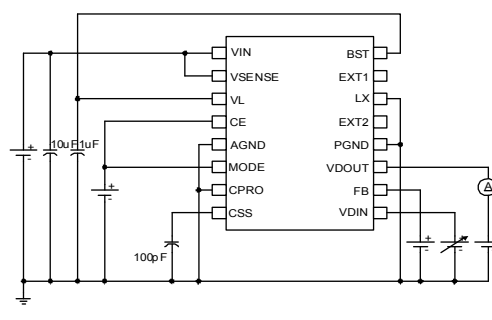 VIN BST
VSENSE EXT1
VL LX
CE EXT2
AGND PGND
MODE VDOUT
CPRO FB
CSS VDIN
10uF 1uF
A
100pF
+ -
+ -
+ -
+ -